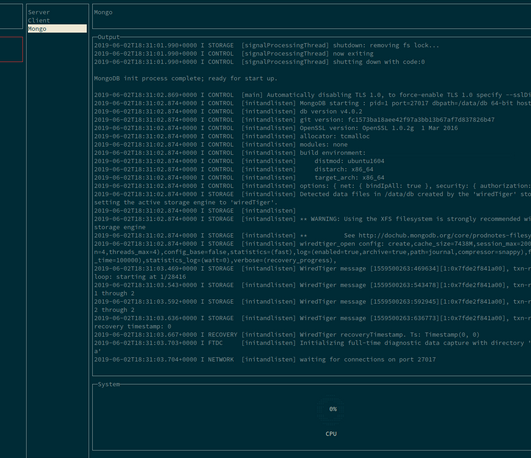 Server
Client
Mongo
Mongo
Output
2019-06-02T18:31:01.990+0000 I STORAGE  [signalProcessingThread] shutdown: removing fs lock...
2019-06-02T18:31:01.990+0000 I CONTROL  [signalProcessingThread] now exiting
2019-06-02T18:31:01.990+0000 I CONTROL  [signalProcessingThread] shutting down with code:0
MongoDB init process complete; ready for start up.
2019-06-02T18:31:02.869+0000 I CONTROL  [main] Automatically disabling TLS 1.0, to force-enable TLS 1.0 specify --sslDi
2019-06-02T18:31:02.874+0000 I CONTROL  [initandlisten] MongoDB starting : pid=1 port=27017 dbpath=/data/db 64-bit host
2019-06-02T18:31:02.874+0000 I CONTROL  [initandlisten] db version v4.0.2
2019-06-02T18:31:02.874+0000 I CONTROL  [initandlisten] git version: fc1573ba18aee42f97a3bb13b67af7d837826b47
2019-06-02T18:31:02.874+0000 I CONTROL  [initandlisten] OpenSSL version: OpenSSL 1.0.2g  1 Mar 2016
2019-06-02T18:31:02.874+0000 I CONTROL  [initandlisten] allocator: tcmalloc
2019-06-02T18:31:02.874+0000 I CONTROL  [initandlisten] modules: none
2019-06-02T18:31:02.874+0000 I CONTROL  [initandlisten] build environment:
2019-06-02T18:31:02.874+0000 I CONTROL  [initandlisten]     distmod: ubuntu1604
2019-06-02T18:31:02.874+0000 I CONTROL  [initandlisten]     distarch: x86_64
2019-06-02T18:31:02.874+0000 I CONTROL  [initandlisten]     target_arch: x86_64
2019-06-02T18:31:02.874+0000 I CONTROL  [initandlisten] options: { net: { bindIpAll: true }, security: { authorization:
2019-06-02T18:31:02.874+0000 I STORAGE  [initandlisten] Detected data files in /data/db created by the 'wiredTiger' sto
setting the active storage engine to 'wiredTiger'.
2019-06-02T18:31:02.874+0000 I STORAGE  [initandlisten]
2019-06-02T18:31:02.874+0000 I STORAGE  [initandlisten] ** WARNING: Using the XFS filesystem is strongly recommended wi
storage engine
2019-06-02T18:31:02.874+0000 I STORAGE  [initandlisten] **          See http://dochub.mongodb.org/core/prodnotes-filesy
2019-06-02T18:31:02.874+0000 I STORAGE  [initandlisten] wiredtiger_open config: create,cache_size=7438M,session_max=200
n=4,threads_max=4),config_base=false,statistics=(fast),log=(enabled=true,archive=true,path=journal,compressor=snappy),f
_time=100000),statistics_log=(wait=0),verbose=(recovery_progress),
2019-06-02T18:31:03.469+0000 I STORAGE  [initandlisten] WiredTiger message [1559500263:469634][1:0x7fde2f841a00], txn-r
loop: starting at 1/28416
2019-06-02T18:31:03.543+0000 I STORAGE  [initandlisten] WiredTiger message [1559500263:543478][1:0x7fde2f841a00], txn-r
1 through 2
2019-06-02T18:31:03.592+0000 I STORAGE  [initandlisten] WiredTiger message [1559500263:592945][1:0x7fde2f841a00], txn-r
2 through 2
2019-06-02T18:31:03.636+0000 I STORAGE  [initandlisten] WiredTiger message [1559500263:636773][1:0x7fde2f841a00], txn-r
recovery timestamp: 0
2019-06-02T18:31:03.667+0000 I RECOVERY [initandlisten] WiredTiger recoveryTimestamp. Ts: Timestamp(0, 0)
2019-06-02T18:31:03.703+0000 I FTDC     [initandlisten] Initializing full-time diagnostic data capture with directory '
a'
2019-06-02T18:31:03.704+0000 I NETWORK  [initandlisten] waiting for connections on port 27017
System
0%
CPU